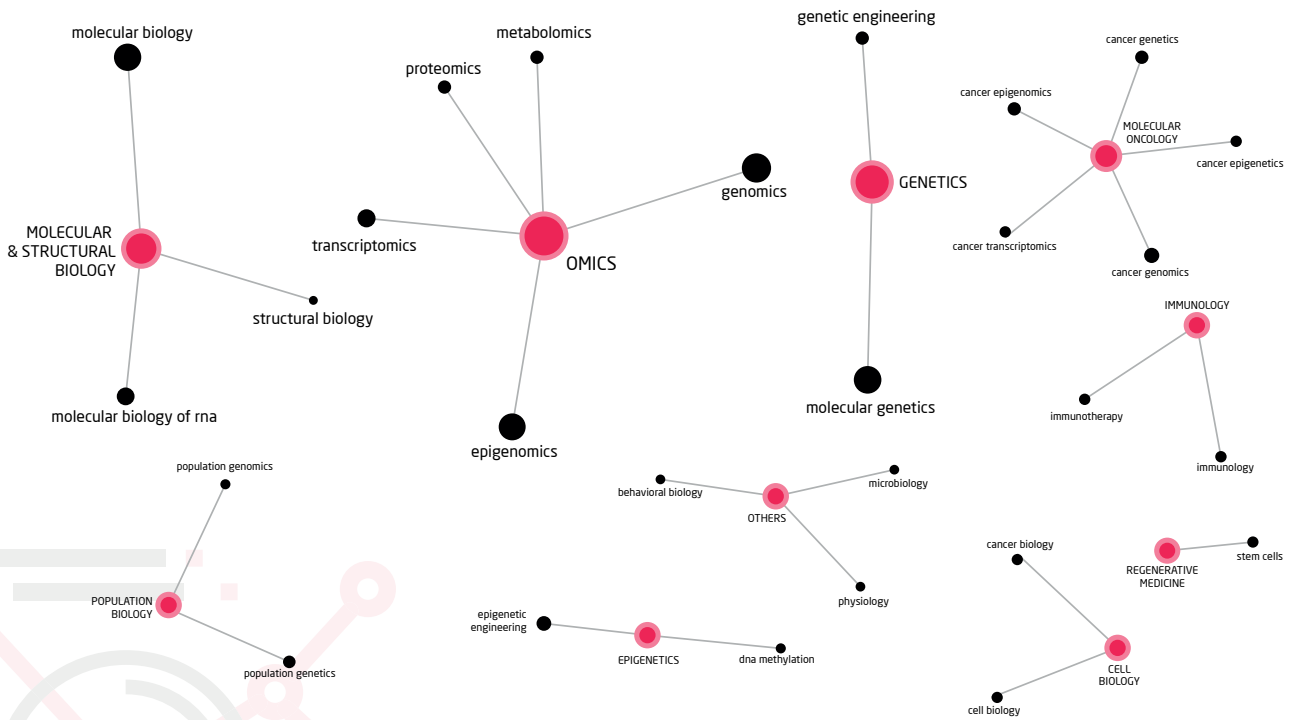 molecular biology
MOLECULAR
& STRUCTURAL
BIOLOGY
structural biology
molecular biology of rna
metabolomics
proteomics
genomics
transcriptomics
OMICS
epigenomics
genetic engineering
GENETICS
molecular genetics
cancer genetics
cancer epigenomics
MOLECULAR
ONCOLOGY
cancer epigenetics
cancer transcriptomics
cancer genomics
IMMUNOLOGY
immunotherapy
immunology
population genomics
POPULATION
BIOLOGY
population genetics
behavioral biology
microbiology
OTHERS
physiology
epigenetic
engineering
EPIGENETICS
dna methylation
cancer biology
CELL
BIOLOGY
cell biology
REGENERATIVE
MEDICINE
stem cells